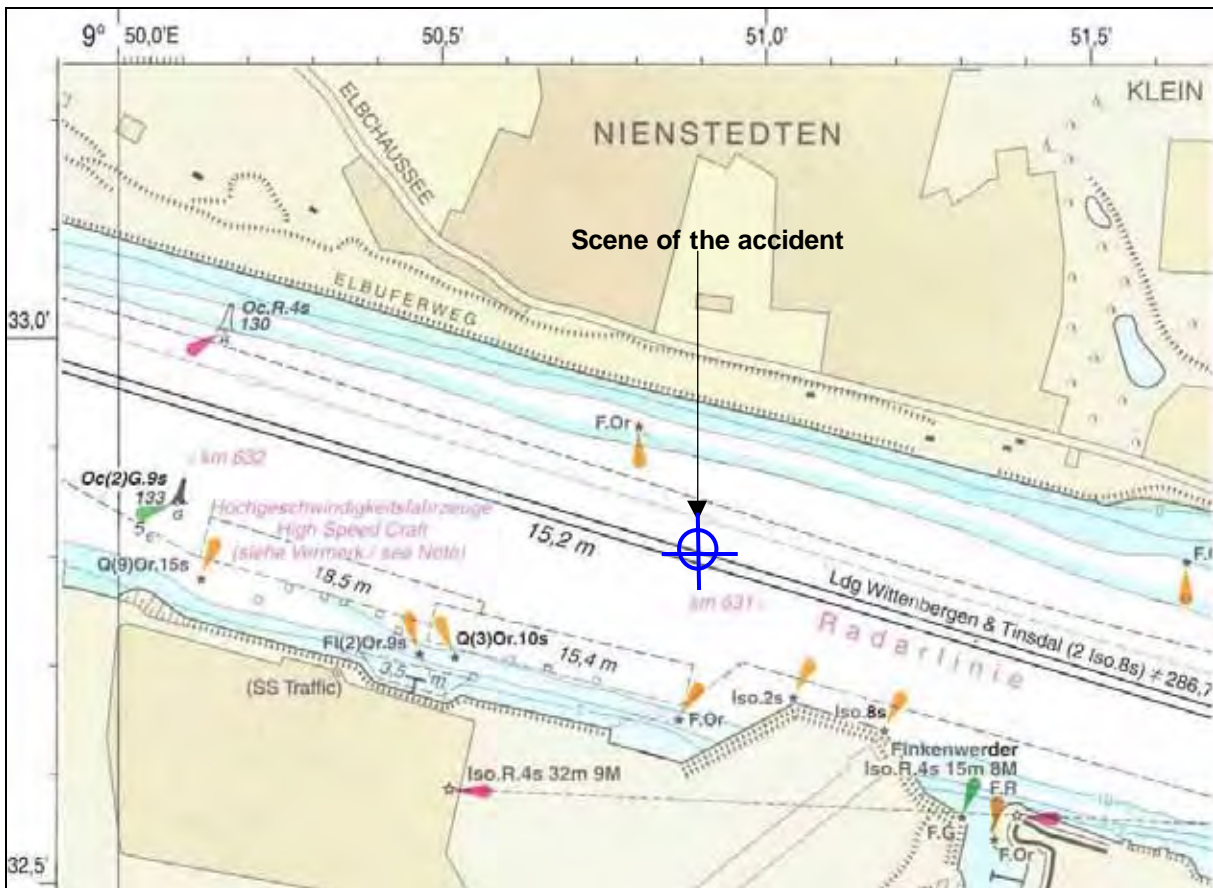 9° 50,0'E 50,5' 51,0' 51,5'
KLEIN
ELBCHAUSSEE
NIENSTEDTEN
Scene of the accident
ELBUFERWEG
Oc.R.4s
130
R
33,0'
F.Or
km 632
Oc(2)G.9s
133
G
Hochgeschwindigkeitsfahrzeuge
High Speed Craft
(siehe Vermerk / see Note)
15,2 m
Q(9)Or.15s
18,5 m
km 631
Ldg Wittenbergen & Tinsdal (2 Iso.8s) ≠ 286,7
Radarlinie
Fl(2)Or.9s
Q(3)Or.10s
15,4 m
3,5 m
(SS Traffic)
F.Or
Iso.2s
Iso.8s
Finkenwerder
Iso.R.4s 15m 8M
F.R
Iso.R.4s 32m 9M
F.G
F.Or
32,5'